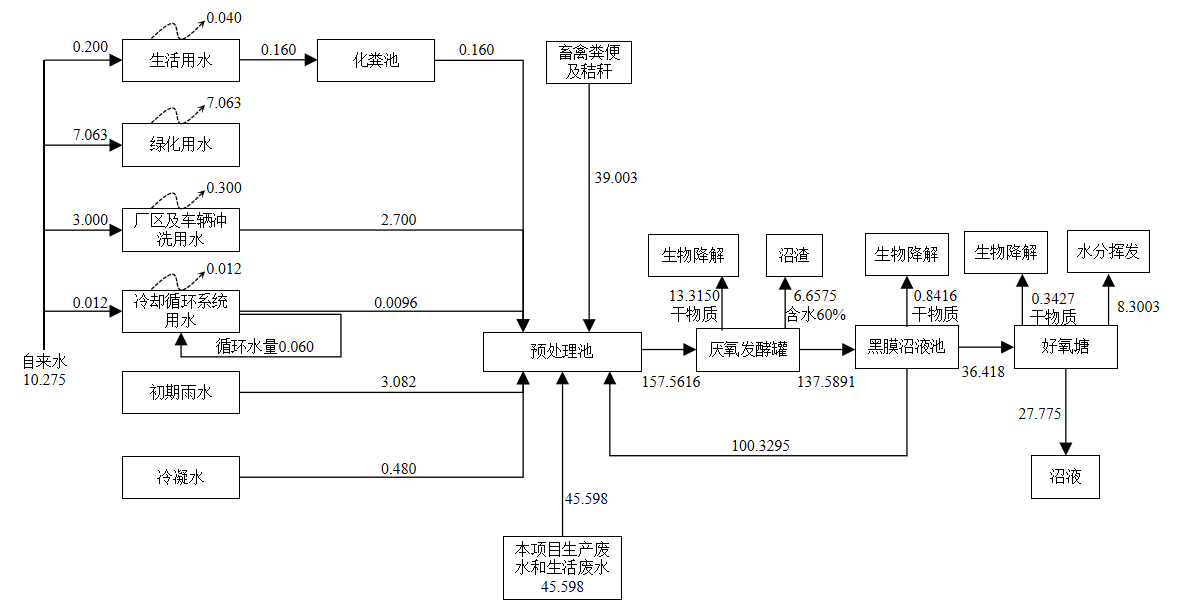 0.040
0.200
生活用水
0.160
化粪池
0.160
畜禽粪便
及秸秆
7.063
7.063
绿化用水
39.003
0.300
3.000
厂区及车辆冲
洗用水
2.700
生物降解
沼渣
生物降解
生物降解
水分挥发
0.012
0.012
冷却循环系统
用水
0.0096
循环水量0.060
13.3150
干物质
6.6575
含水60%
0.8416
干物质
0.3427
干物质
8.3003
自来水
10.275
预处理池
157.5616
厌氧发酵罐
137.5891
黑膜沼液池
36.418
好氧塘
初期雨水
3.082
27.775
100.3295
冷凝水
0.480
沼液
45.598
本项目生产废
水和生活废水
45.598